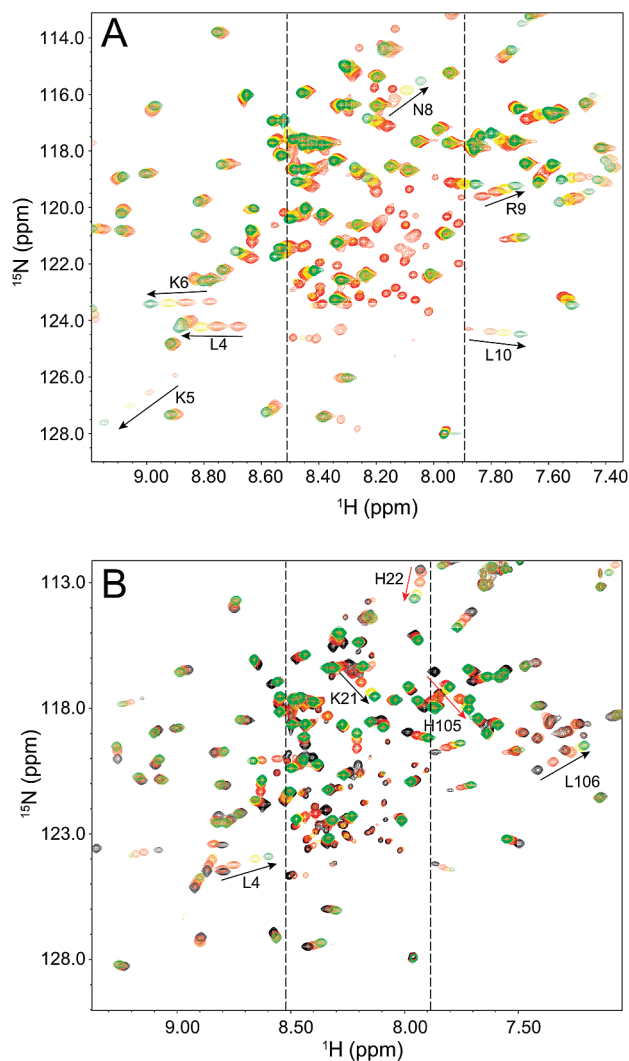 A
114.0
116.0
118.0
120.0
122.0
124.0
126.0
128.0
¹⁵N (ppm)
N8
R9
K6
L4
L10
K5
9.00 8.80 8.60 8.40 8.20 8.00 7.80 7.60 7.40
¹H (ppm)
B
113.0
118.0
123.0
128.0
¹⁵N (ppm)
H22
K21
H105
L106
L4
9.00 8.50 8.00 7.50
¹H (ppm)